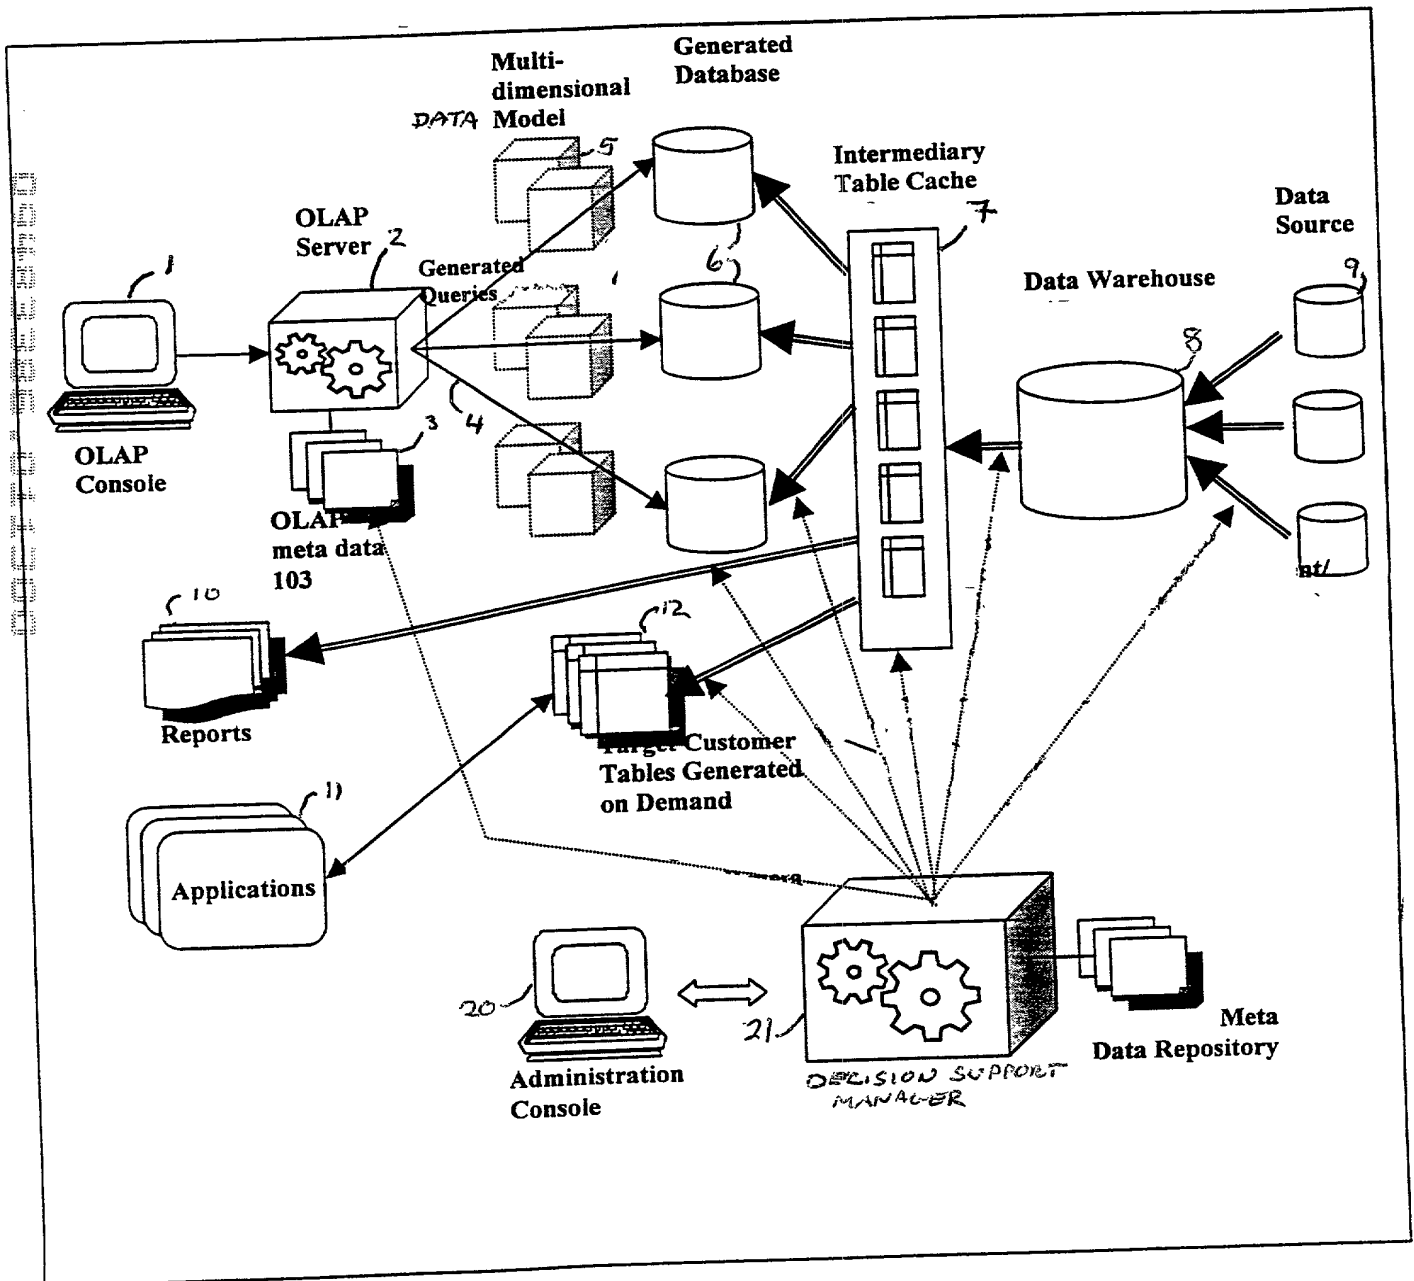 Multi-
dimensional
DATA Model
Generated
Database
5
Intermediary
Table Cache
7
Data
Source
9
OLAP
Server 2
1
Generated
Queries
6
Data Warehouse
8
4
3
OLAP
Console
OLAP
meta data
103
10
12
Reports
Target Customer
Tables Generated
on Demand
11
Applications
20
21
Administration
Console
DECISION SUPPORT
MANAGER
Meta
Data Repository